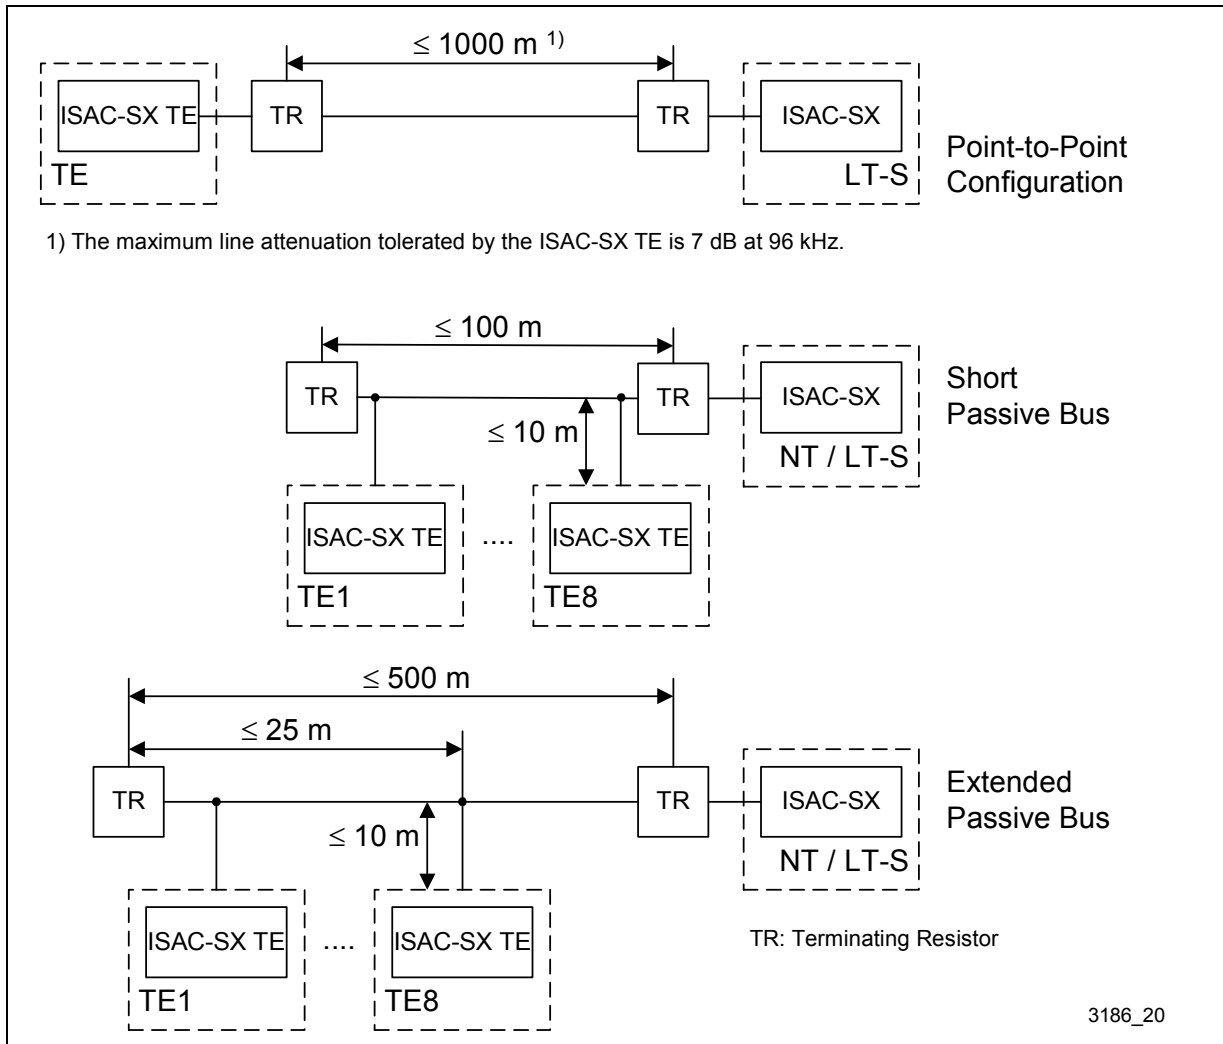 ≤ 1000 m 1)
ISAC-SX TE
TR
TR
ISAC-SX
TE
LT-S
Point-to-Point
Configuration
1) The maximum line attenuation tolerated by the ISAC-SX TE is 7 dB at 96 kHz.
≤ 100 m
TR
TR
ISAC-SX
Short
Passive Bus
≤ 10 m
NT / LT-S
ISAC-SX TE
....
ISAC-SX TE
TE1
TE8
≤ 500 m
≤ 25 m
TR
TR
ISAC-SX
Extended
Passive Bus
≤ 10 m
NT / LT-S
ISAC-SX TE
....
ISAC-SX TE
TR: Terminating Resistor
TE1
TE8
3186_20